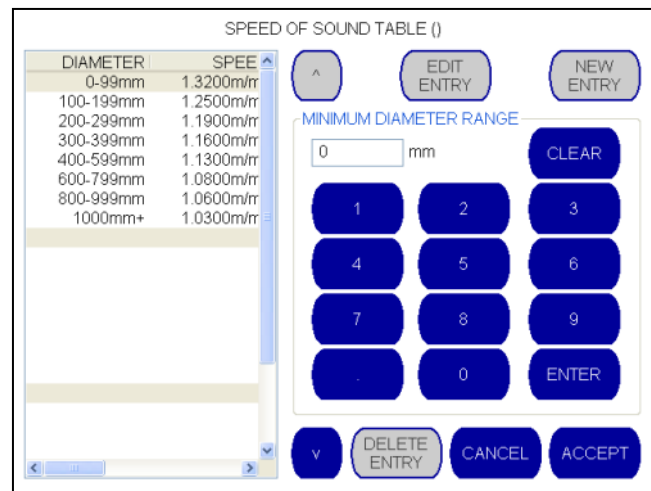 SPEED OF SOUND TABLE ()
DIAMETER SPEE
0-99mm 1.3200m/m
100-199mm 1.2500m/m
200-299mm 1.1900m/m
300-399mm 1.1600m/m
400-599mm 1.1300m/m
600-799mm 1.0800m/m
800-999mm 1.0600m/m
1000mm+ 1.0300m/m
^
EDIT
ENTRY
NEW
ENTRY
MINIMUM DIAMETER RANGE
0 mm
CLEAR
1 2 3
4 5 6
7 8 9
. 0 ENTER
v
DELETE
ENTRY
CANCEL
ACCEPT